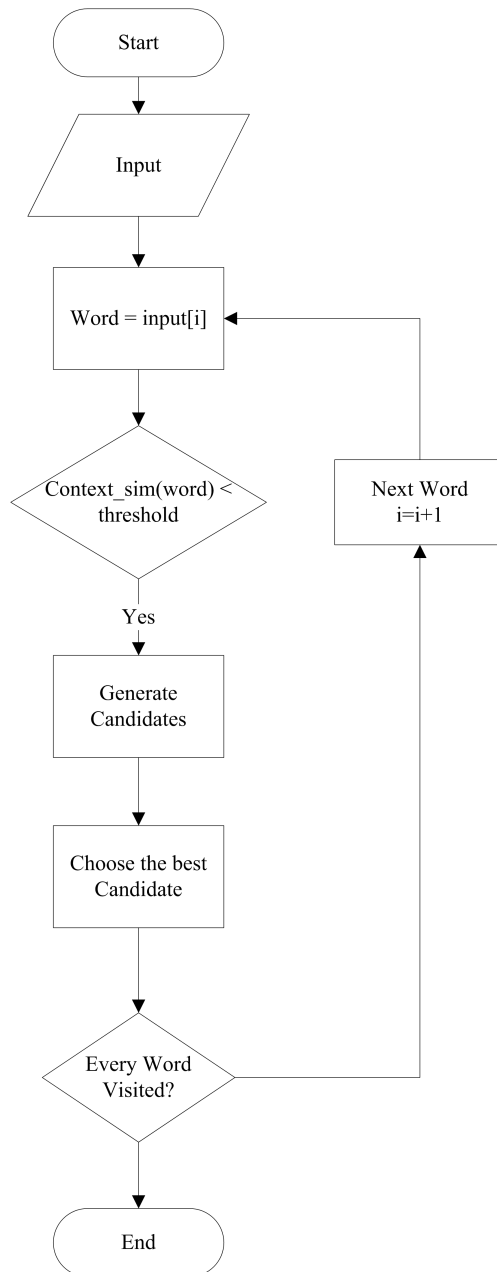 Start
Input
Word = input[i]
Context_sim(word) <
threshold
Next Word
i=i+1
Yes
Generate
Candidates
Choose the best
Candidate
Every Word
Visited?
End